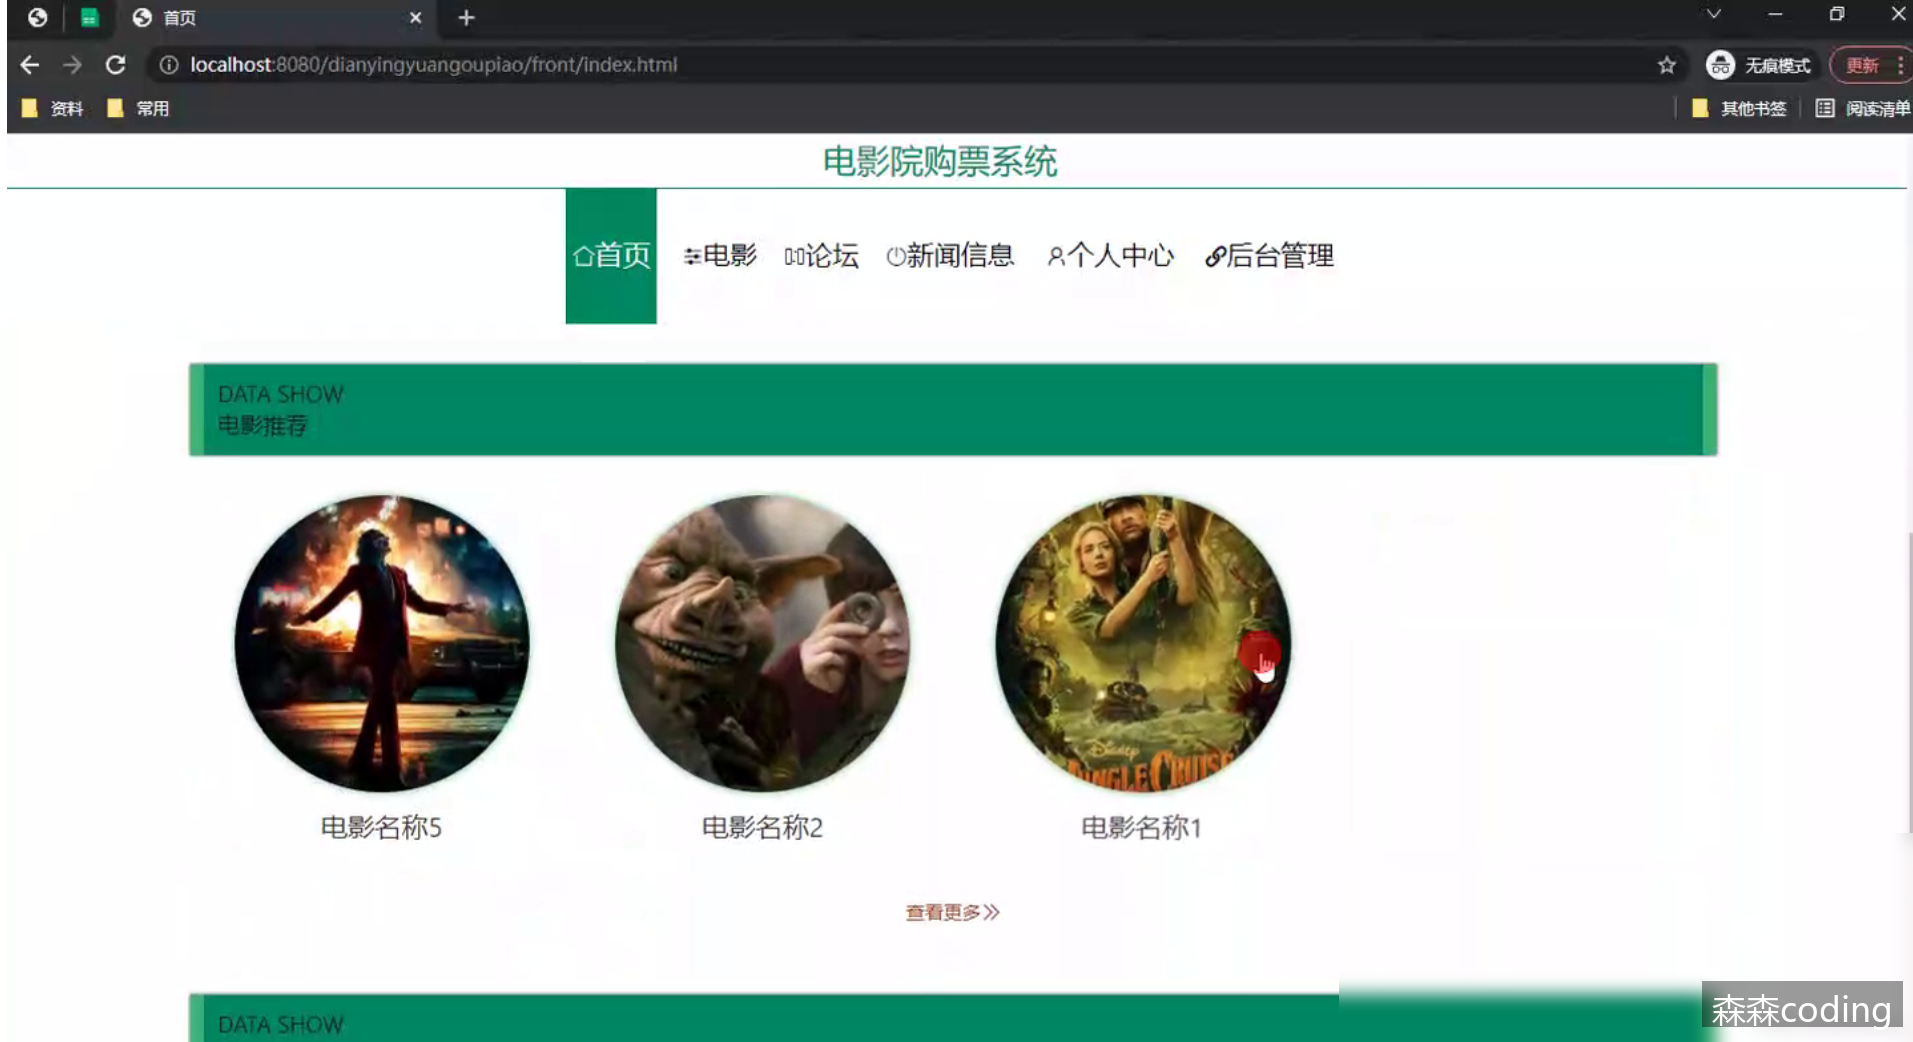 首页
localhost:8080/dianyingyuangoupiao/front/index.html
无痕模式
更新
资料
常用
其他书签
阅读清单
电影院购票系统
首页
电影
论坛
新闻信息
个人中心
后台管理
DATA SHOW
电影推荐
Disney
JUNGLE CRUISE
电影名称5
电影名称2
电影名称1
查看更多
DATA SHOW
森森coding